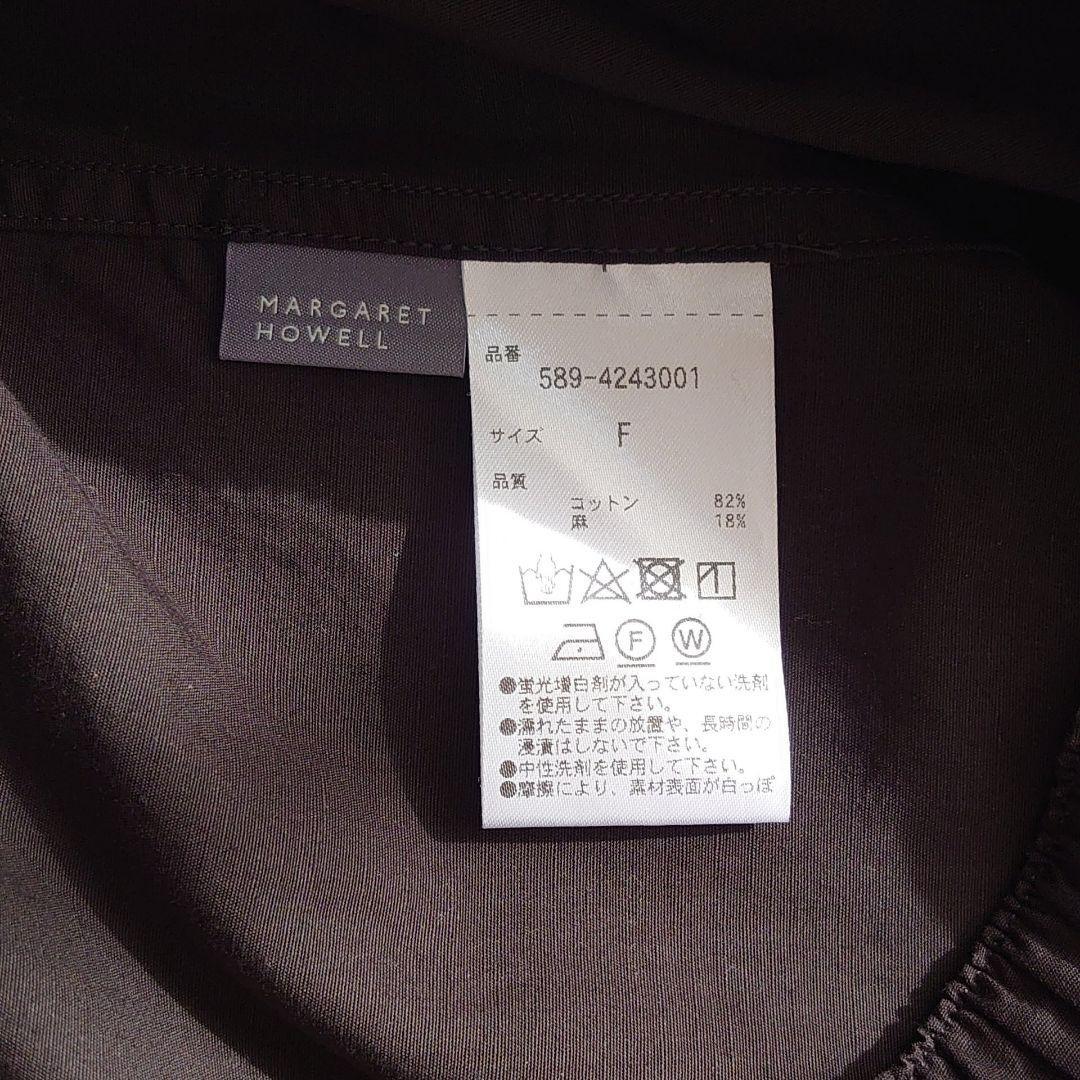 MARGARET
HOWELL
品番
589-4243001
サイズ F
品質
コットン 82%
麻 18%
F W
●蛍光増白剤が入っていない洗剤
を使用して下さい。
●濡れたままの放置や、長時間の
浸漬はしないで下さい。
●中性洗剤を使用して下さい。
●摩擦により、素材表面が白っぽ